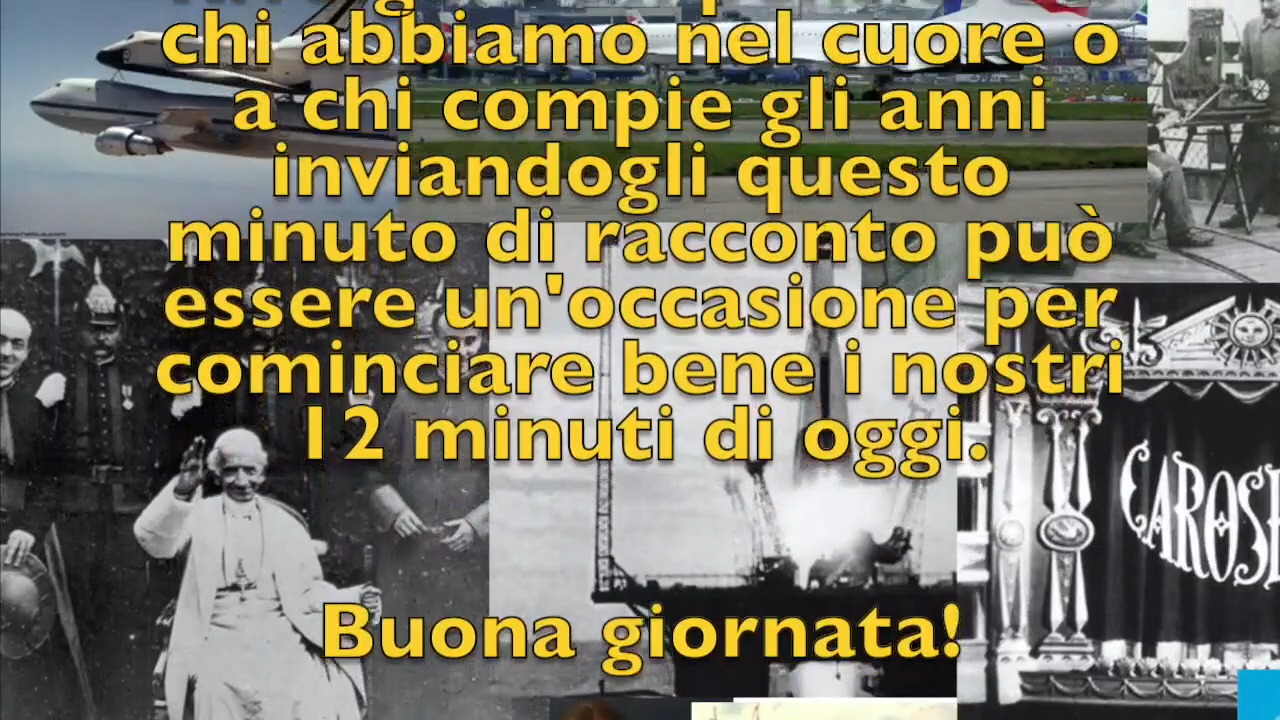 chi abbiamo nel cuore o
a chi compie gli anni
inviandogli questo
minuto di racconto può
essere un'occasione per
cominciare bene i nostri
12 minuti di oggi.
Buona giornata!
CAROSE